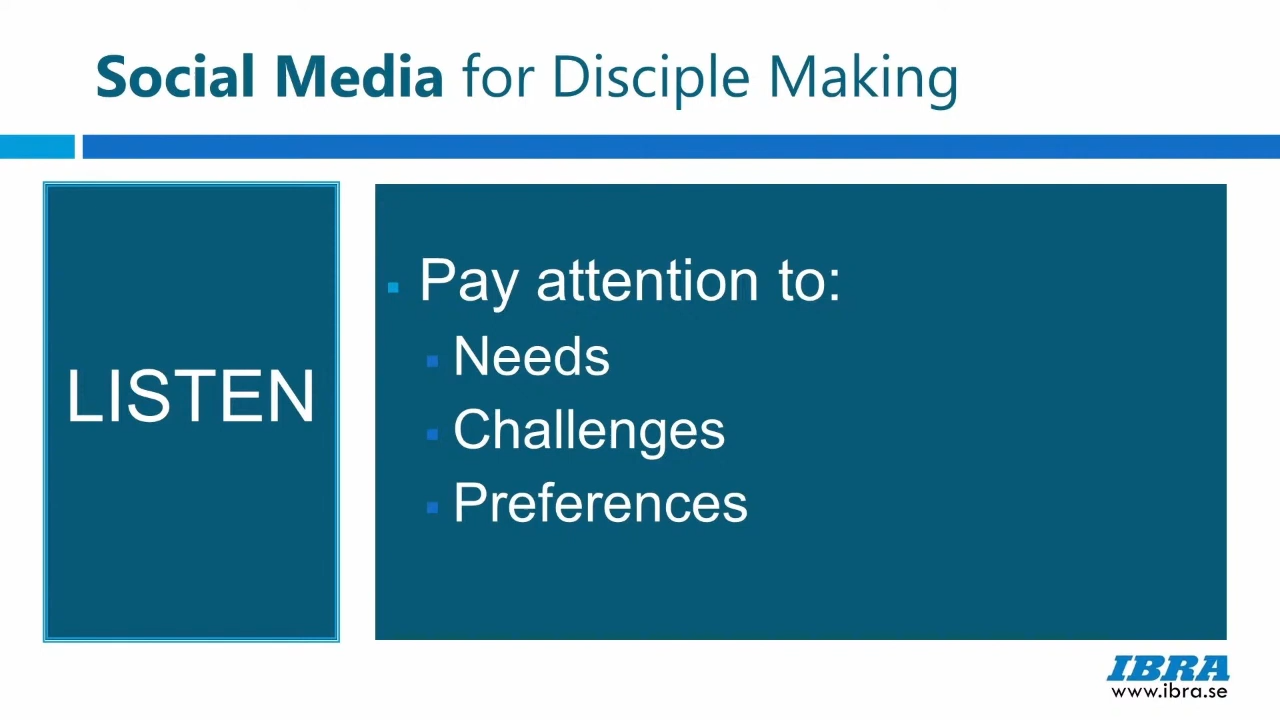 Social Media for Disciple Making
LISTEN
Pay attention to:
Needs
Challenges
Preferences
IBRA
www.ibra.se